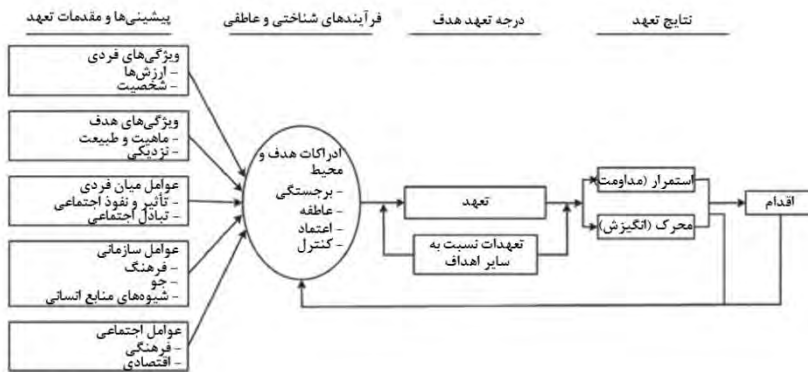 پیشینی‌ها و مقدمات تعهد
فرآیندهای شناختی و عاطفی
درجه تعهد هدف
نتایج تعهد
ویژگی‌های فردی
- ارزش‌ها
- شخصیت
ویژگی‌های هدف
- ماهیت و طبیعت
- نزدیکی
عوامل میان فردی
- تأثیر و نفوذ اجتماعی
- تبادل اجتماعی
عوامل سازمانی
- فرهنگ
- جو
- شیوه‌های منابع انسانی
عوامل اجتماعی
- فرهنگی
- اقتصادی
ادراکات هدف و
محیط
- برجستگی
- عاطفه
- اعتماد
- کنترل
تعهد
تعهدات نسبت به
سایر اهداف
استمرار (مداومت)
محرک (انگیزش)
اقدام